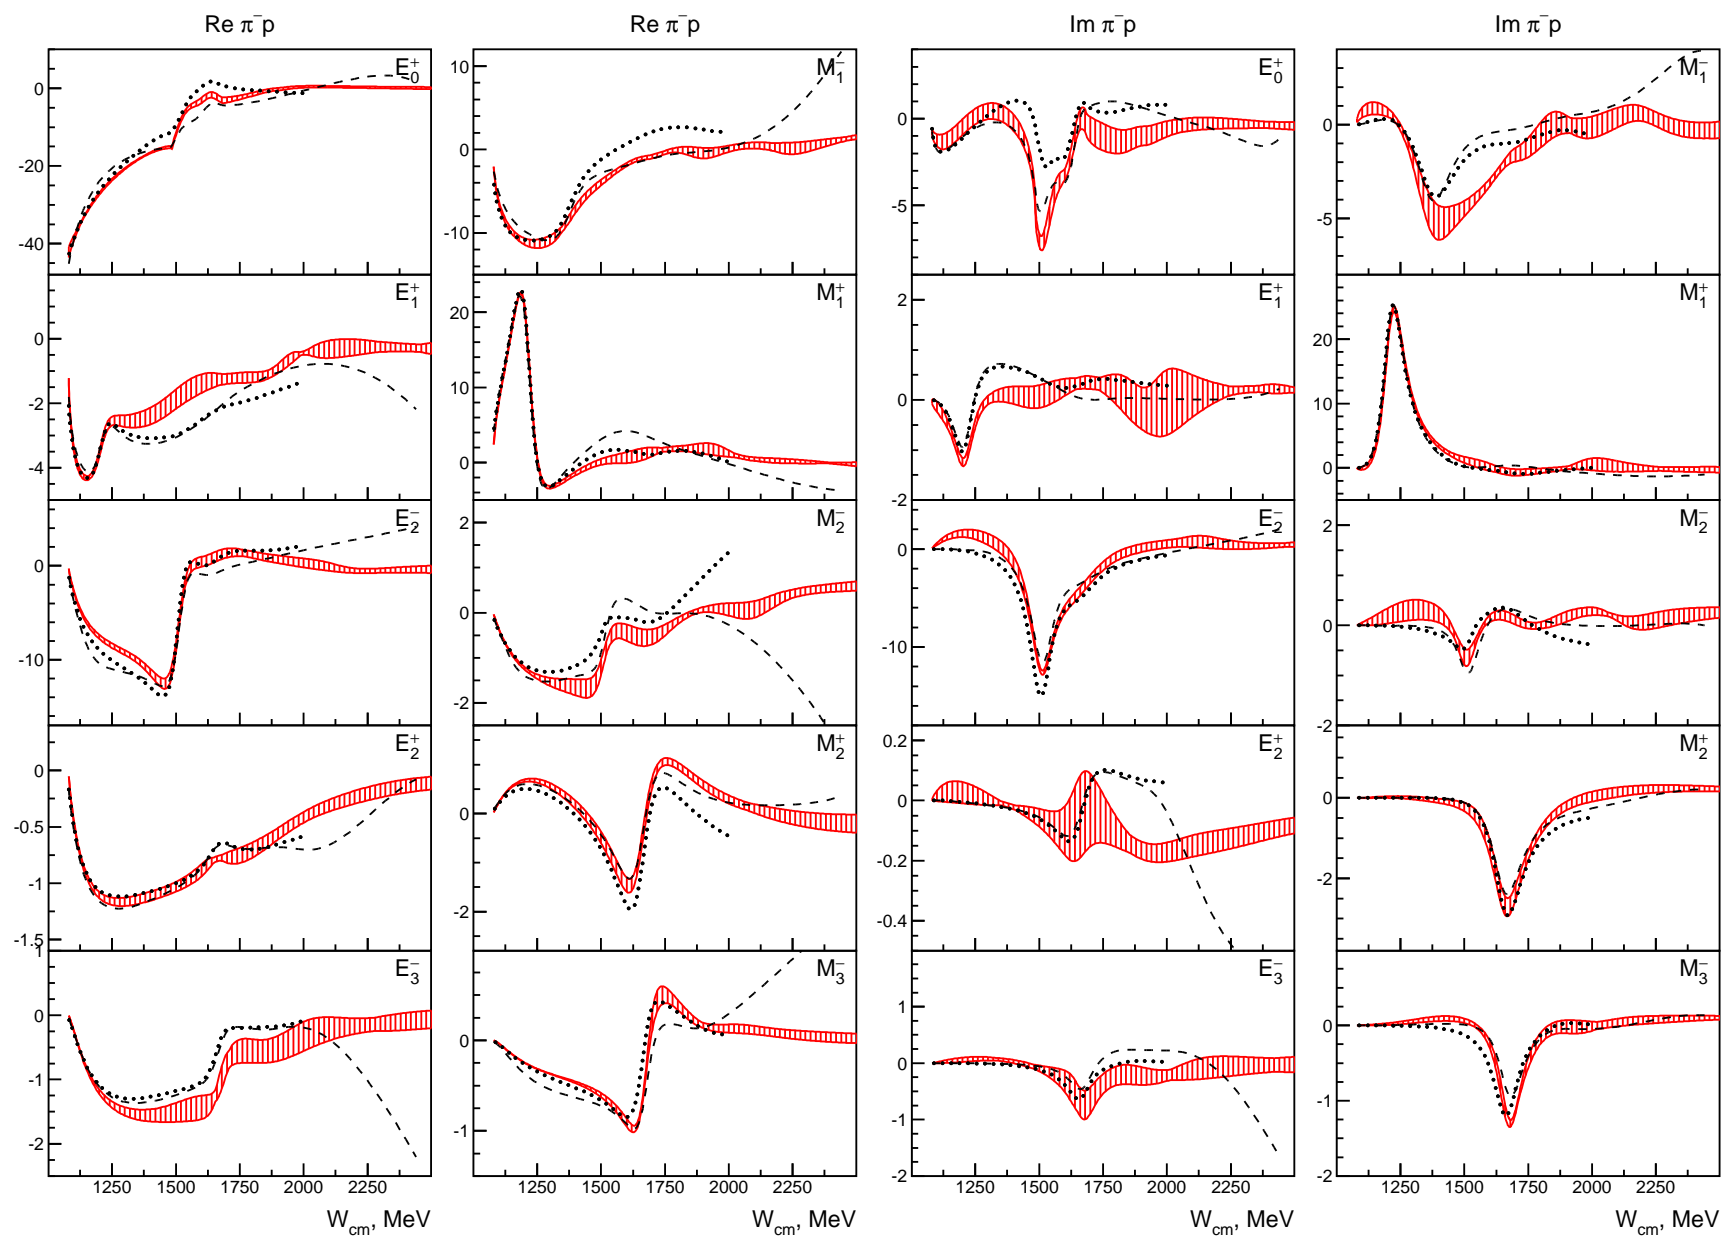 Re π⁻p Re π⁻p Im π⁻p Im π⁻p
E₀⁺ M₁⁻ E₀⁺ M₁⁻
0 -20 -40
10 0 -10
0 -5
0 -5
E₁⁺ M₁⁺ E₁⁺ M₁⁺
0 -2 -4
20 10 0
2 0 -2
20 10 0
E₂⁻ M₂⁻ E₂⁻ M₂⁻
0 -10
2 0 -2
0 -10
2 0 -2
E₂⁺ M₂⁺ E₂⁺ M₂⁺
0 -0.5 -1 -1.5
0 -2
0.2 0 -0.2 -0.4
0 -2
E₃⁻ M₃⁻ E₃⁻ M₃⁻
1 0 -1 -2
0 -1
1 0 -1 -2
0 -1 -2
1250 1500 1750 2000 2250 1250 1500 1750 2000 2250 1250 1500 1750 2000 2250 1250 1500 1750 2000 2250
W_cm, MeV W_cm, MeV W_cm, MeV W_cm, MeV